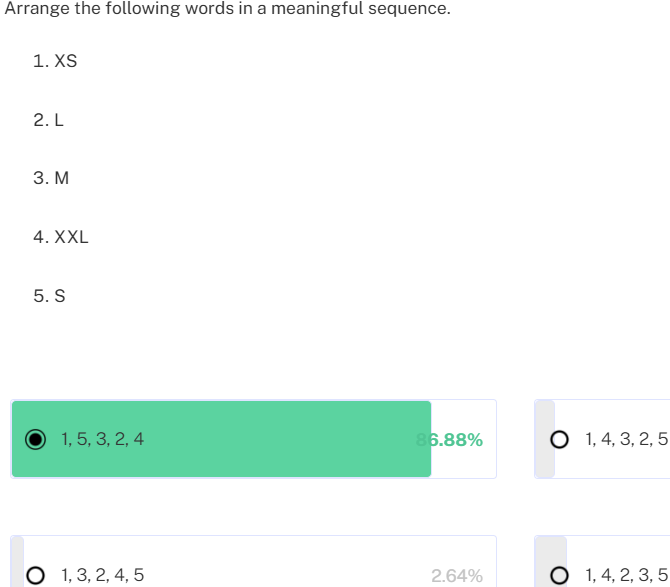 Arrange the following words in a meaningful sequence.
1. XS
2. L
3. M
4. XXL
5. S
1, 5, 3, 2, 4
86.88%
1, 4, 3, 2, 5
1, 3, 2, 4, 5
2.64%
1, 4, 2, 3, 5